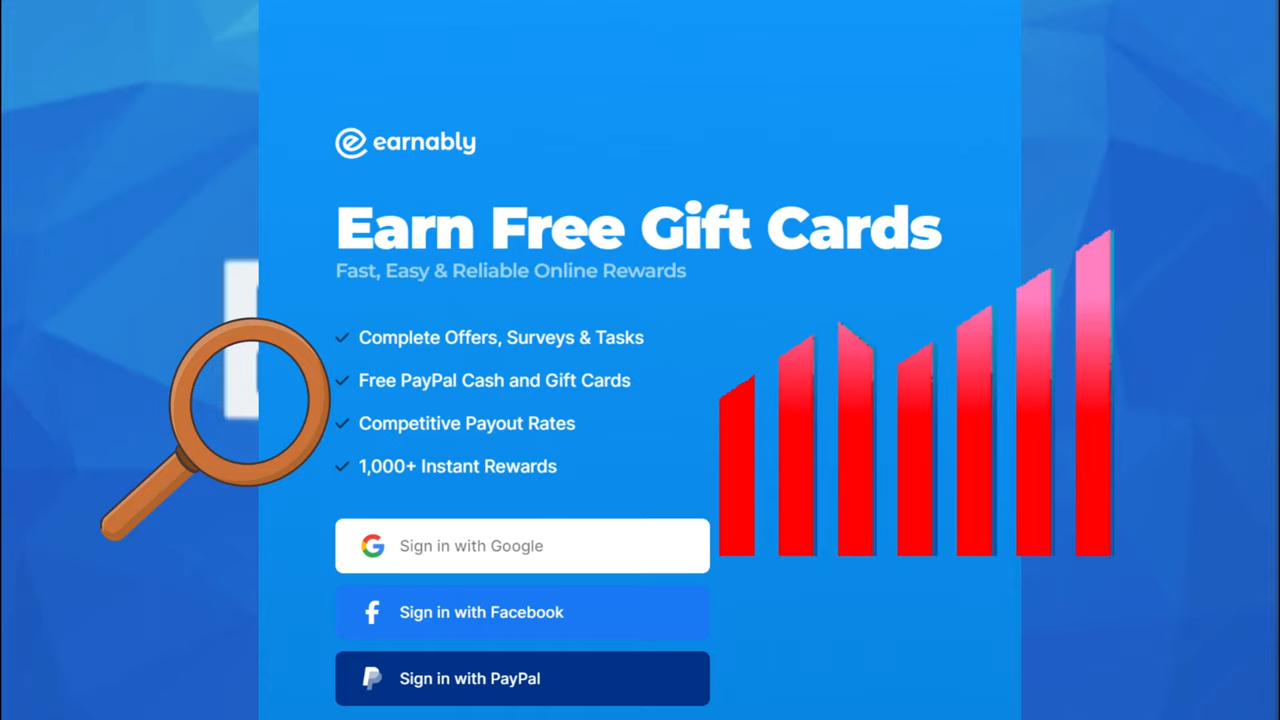 earnably
Earn Free Gift Cards
Fast, Easy & Reliable Online Rewards
Complete Offers, Surveys & Tasks
Free PayPal Cash and Gift Cards
Competitive Payout Rates
1,000+ Instant Rewards
Sign in with Google
Sign in with Facebook
Sign in with PayPal